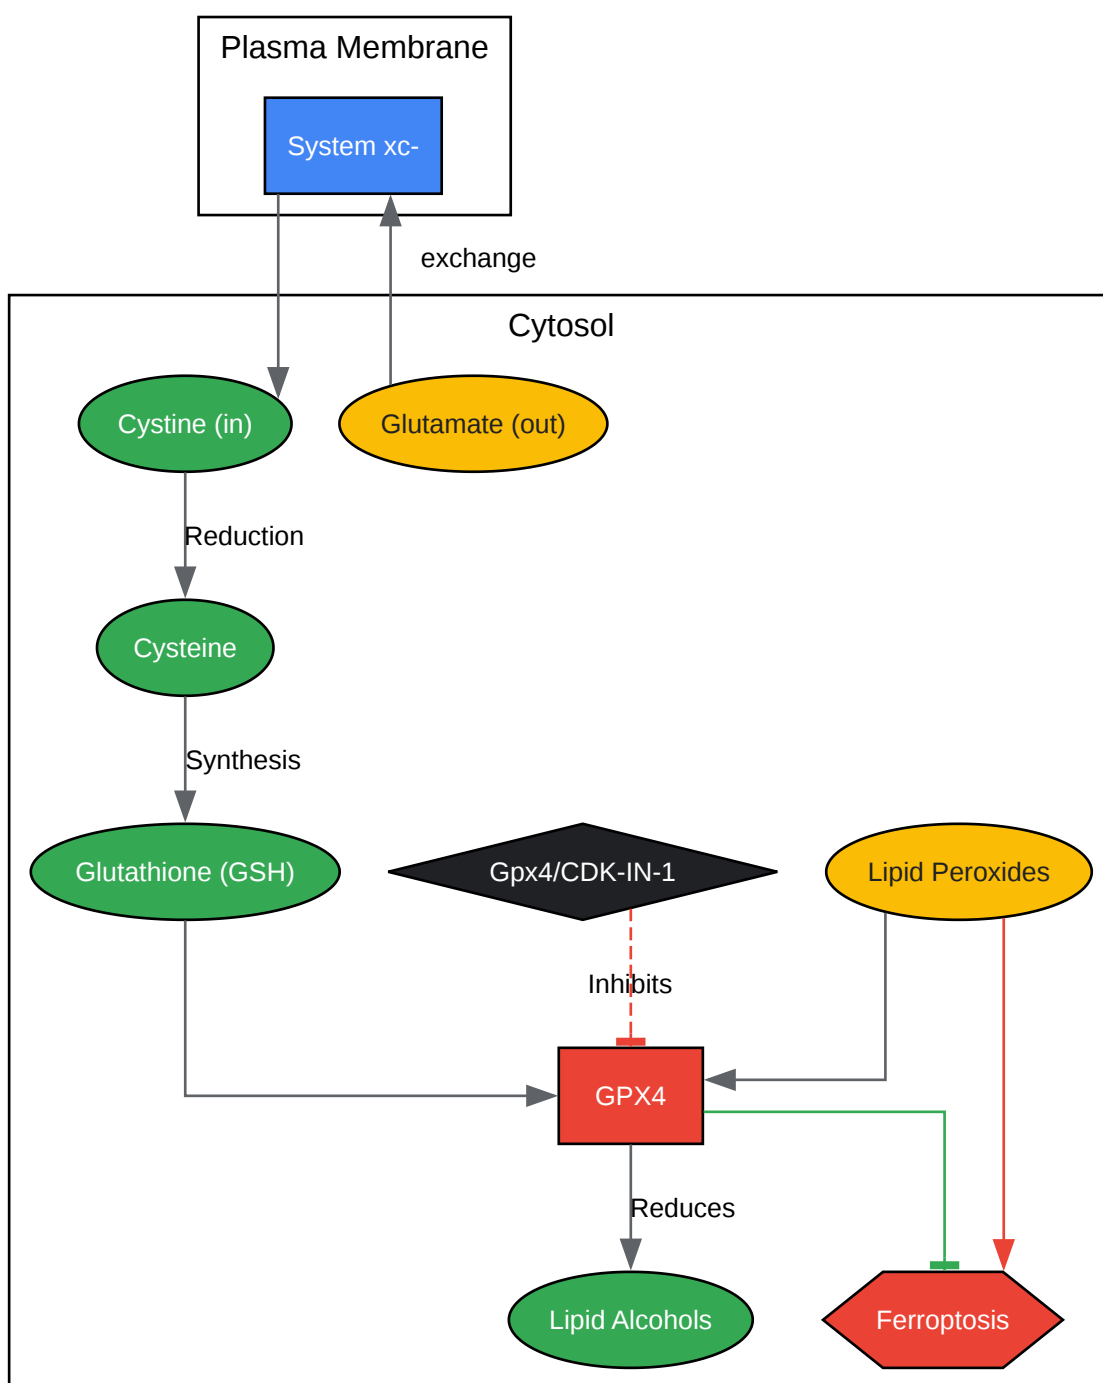 Plasma Membrane
System xc-
exchange
Cytosol
Cystine (in)
Glutamate (out)
Reduction
Cysteine
Synthesis
Glutathione (GSH)
Gpx4/CDK-IN-1
Lipid Peroxides
Inhibits
GPX4
Reduces
Lipid Alcohols
Ferroptosis